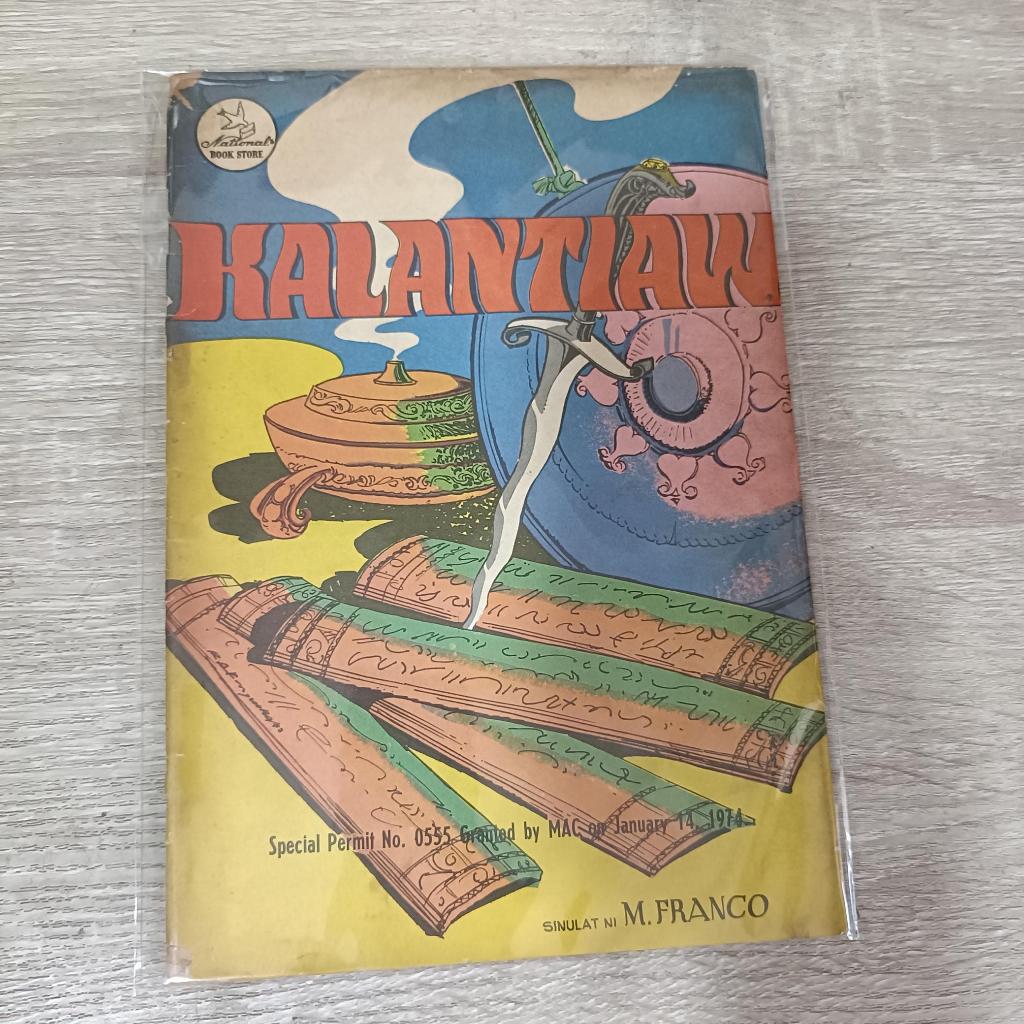 National
BOOK STORE
KALANTIAW
Special Permit No. 0555 Granted by MAC on January 14, 1974
SINULAT NI M. FRANCO